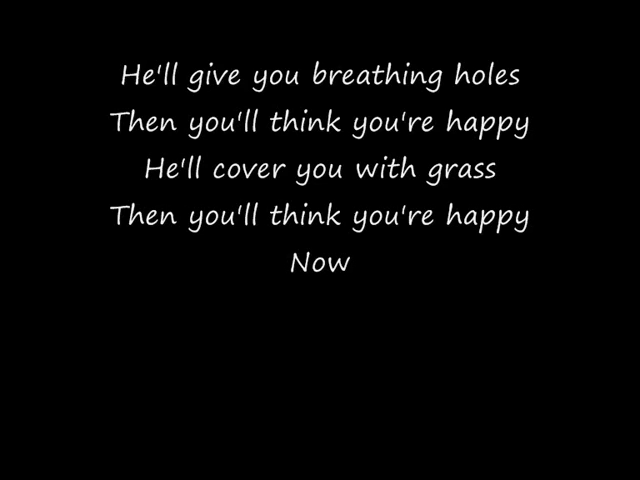 He'll give you breathing holes
Then you'll think you're happy
He'll cover you with grass
Then you'll think you're happy
Now